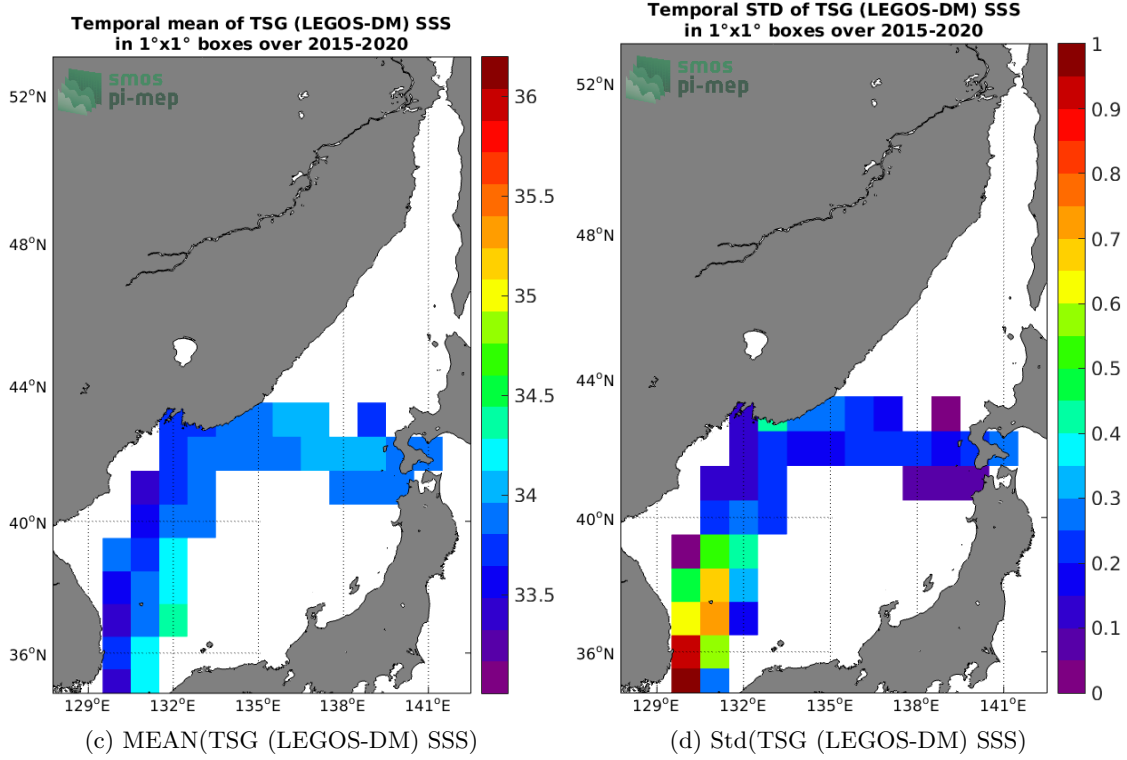 Temporal mean of TSG (LEGOS-DM) SSS
in 1°x1° boxes over 2015-2020
smos
pi-mep
52°N
48°N
44°N
40°N
36°N
129°E
132°E
135°E
138°E
141°E
36
35.5
35
34.5
34
33.5
(c) MEAN(TSG (LEGOS-DM) SSS)
Temporal STD of TSG (LEGOS-DM) SSS
in 1°x1° boxes over 2015-2020
smos
pi-mep
52°N
48°N
44°N
40°N
36°N
129°E
132°E
135°E
138°E
141°E
1
0.9
0.8
0.7
0.6
0.5
0.4
0.3
0.2
0.1
0
(d) Std(TSG (LEGOS-DM) SSS)